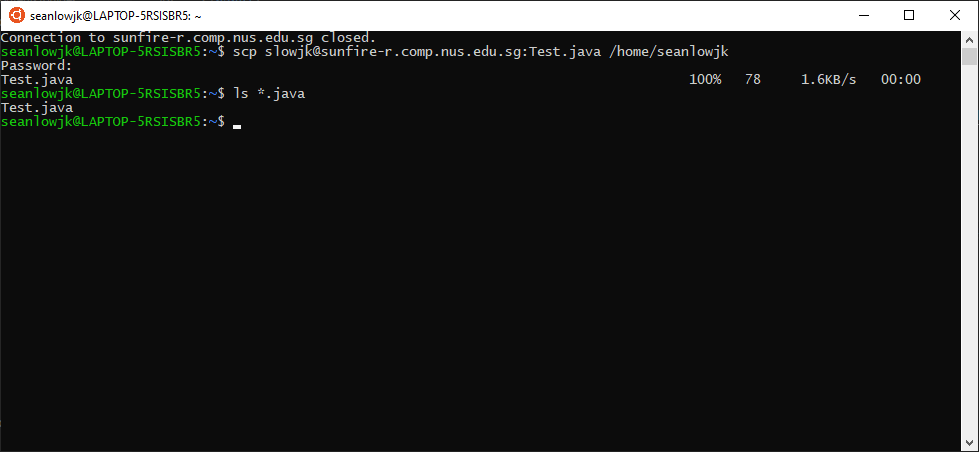 seanlowjk@LAPTOP-5RSISBR5: ~
Connection to sunfire-r.comp.nus.edu.sg closed.
seanlowjk@LAPTOP-5RSISBR5:~$ scp slowjk@sunfire-r.comp.nus.edu.sg:Test.java /home/seanlowjk
Password:
Test.java 100% 78 1.6KB/s 00:00
seanlowjk@LAPTOP-5RSISBR5:~$ ls *.java
Test.java
seanlowjk@LAPTOP-5RSISBR5:~$